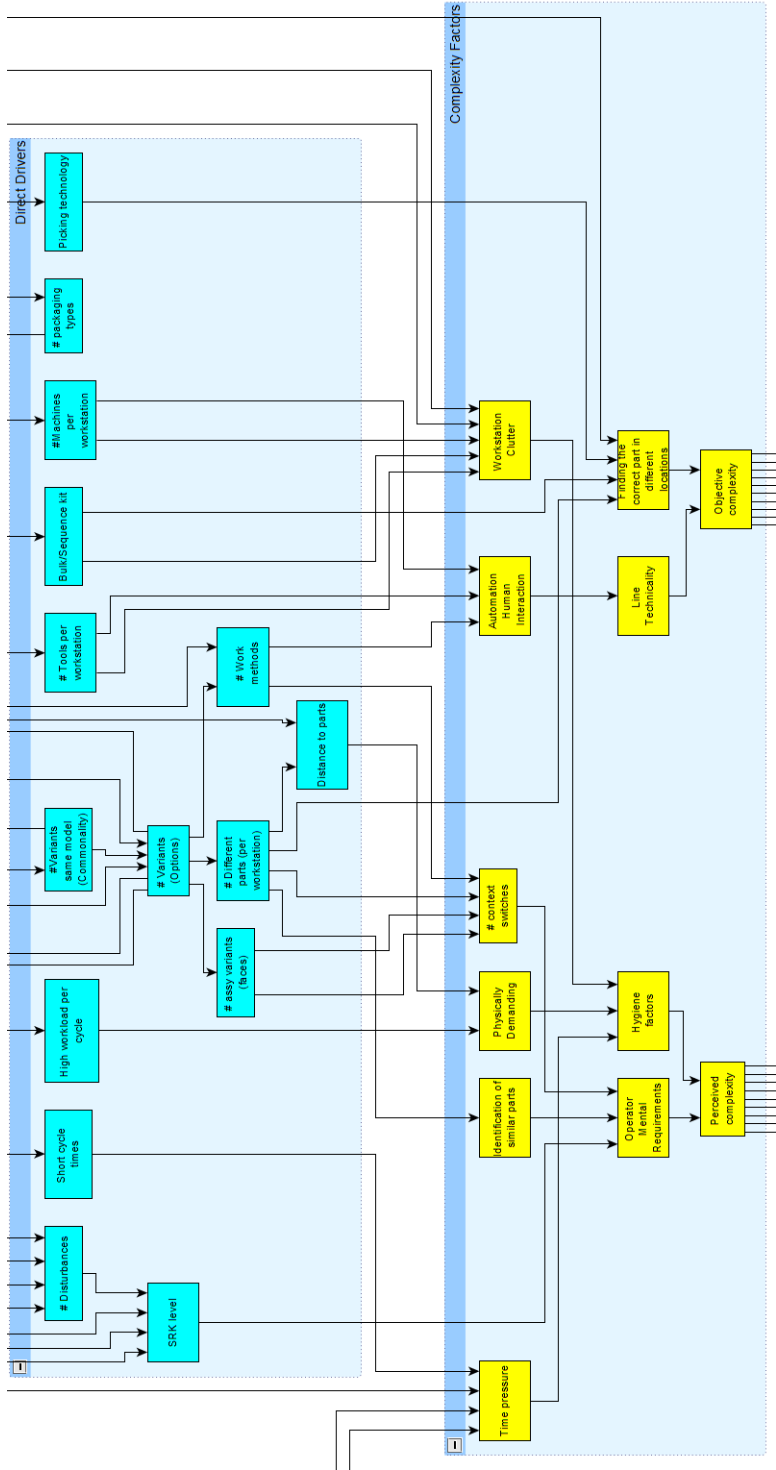 Direct Drivers
Picking technology
# packaging
types
#Machines
per
workstation
Bulk/Sequence kit
# Tools per
workstation
# Work
methods
Distance to parts
#Variants
same model
(Commonality)
# Variants
(Options)
# Different
parts (per
workstation)
# assy variants
(faces)
High workload per
cycle
Short cycle
times
# Disturbances
SRK level
Complexity Factors
Workstation
Clutter
Finding the
correct part in
different
locations
Automation
Human
Interaction
Line
Technicality
Objective
complexity
# context
switches
Physically
Demanding
Hygiene
factors
Identification of
similar parts
Operator
Mental
Requirements
Perceived
complexity
Time pressure